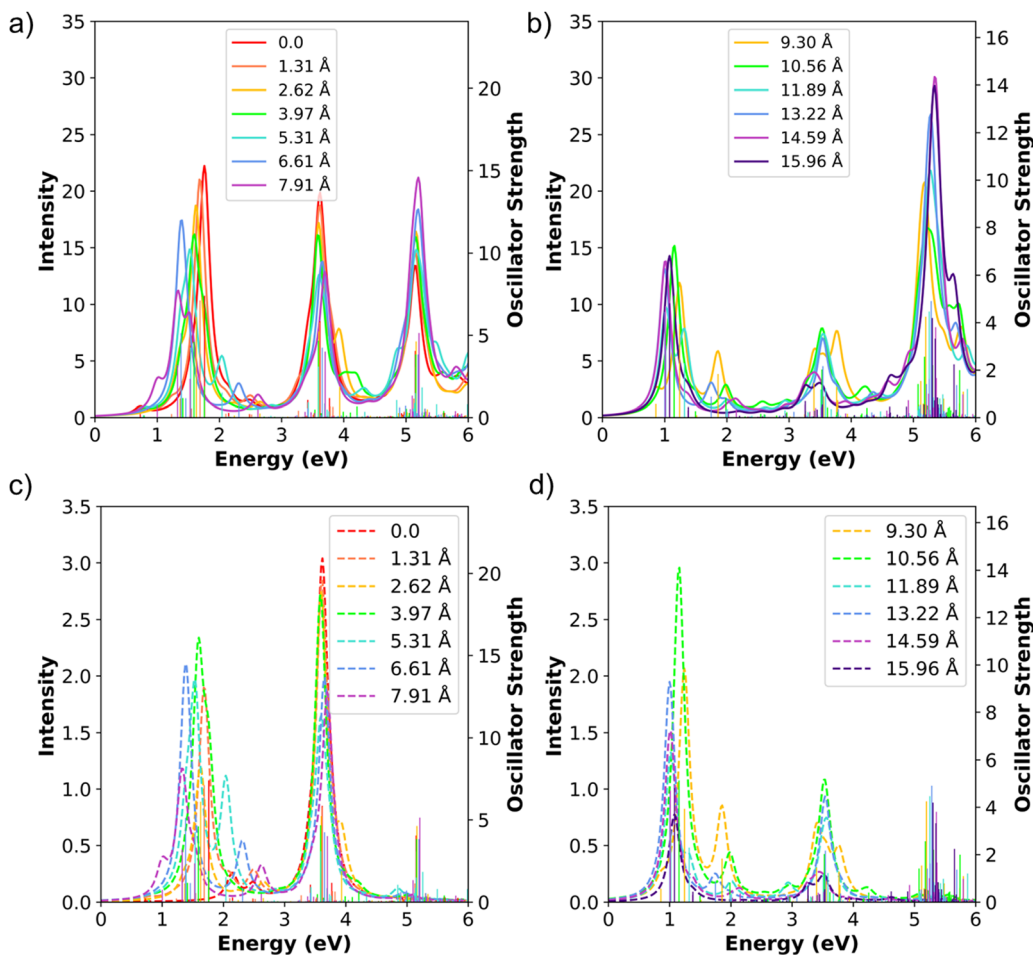 a)
35
30
25
20
15
10
5
0
Intensity
0 1 2 3 4 5 6
Energy (eV)
20
15
10
5
0
Oscillator Strength
0.0
1.31 Å
2.62 Å
3.97 Å
5.31 Å
6.61 Å
7.91 Å
b)
35
30
25
20
15
10
5
0
Intensity
0 1 2 3 4 5 6
Energy (eV)
16
14
12
10
8
6
4
2
0
Oscillator Strength
9.30 Å
10.56 Å
11.89 Å
13.22 Å
14.59 Å
15.96 Å
c)
3.5
3.0
2.5
2.0
1.5
1.0
0.5
0.0
Intensity
0 1 2 3 4 5 6
Energy (eV)
20
15
10
5
0
Oscillator Strength
0.0
1.31 Å
2.62 Å
3.97 Å
5.31 Å
6.61 Å
7.91 Å
d)
3.5
3.0
2.5
2.0
1.5
1.0
0.5
0.0
Intensity
0 1 2 3 4 5 6
Energy (eV)
16
14
12
10
8
6
4
2
0
Oscillator Strength
9.30 Å
10.56 Å
11.89 Å
13.22 Å
14.59 Å
15.96 Å